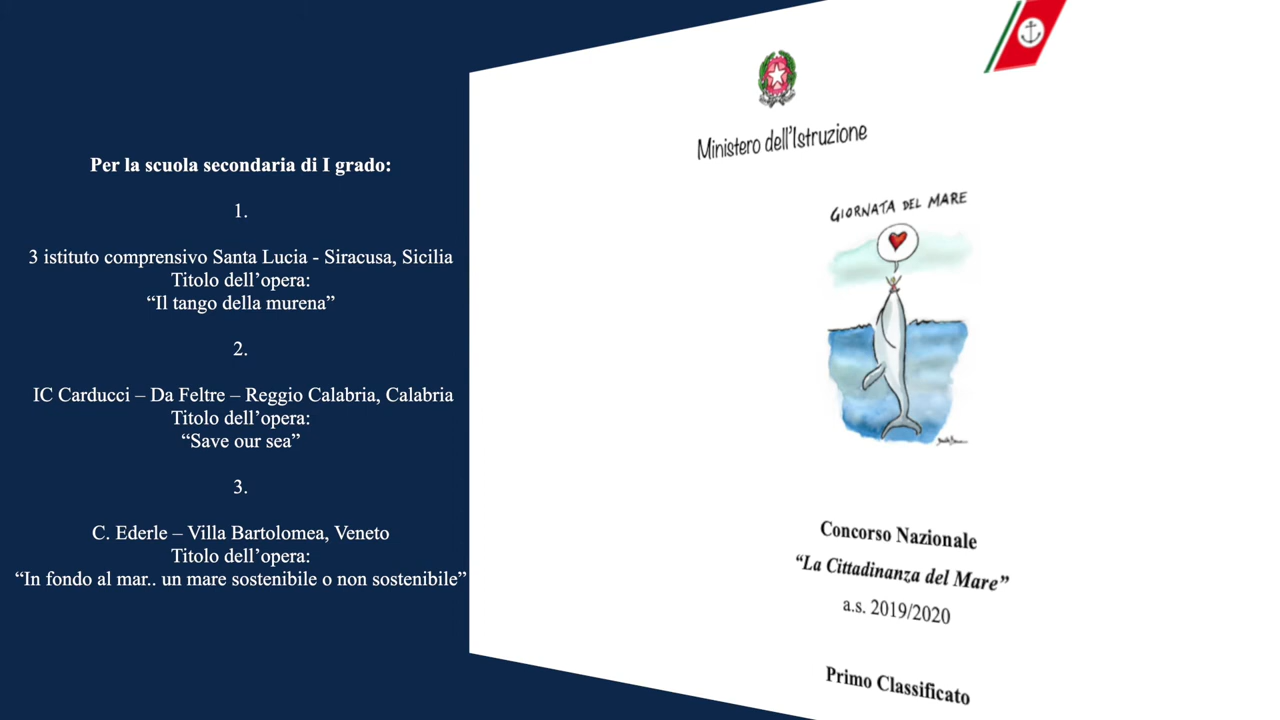 Per la scuola secondaria di I grado:
1.
3 istituto comprensivo Santa Lucia - Siracusa, Sicilia
Titolo dell’opera:
“Il tango della murena”
2.
IC Carducci – Da Feltre – Reggio Calabria, Calabria
Titolo dell’opera:
“Save our sea”
3.
C. Ederle – Villa Bartolomea, Veneto
Titolo dell’opera:
“In fondo al mar.. un mare sostenibile o non sostenibile”
Ministero dell’Istruzione
GIORNATA DEL MARE
Concorso Nazionale
“La Cittadinanza del Mare”
a.s. 2019/2020
Primo Classificato